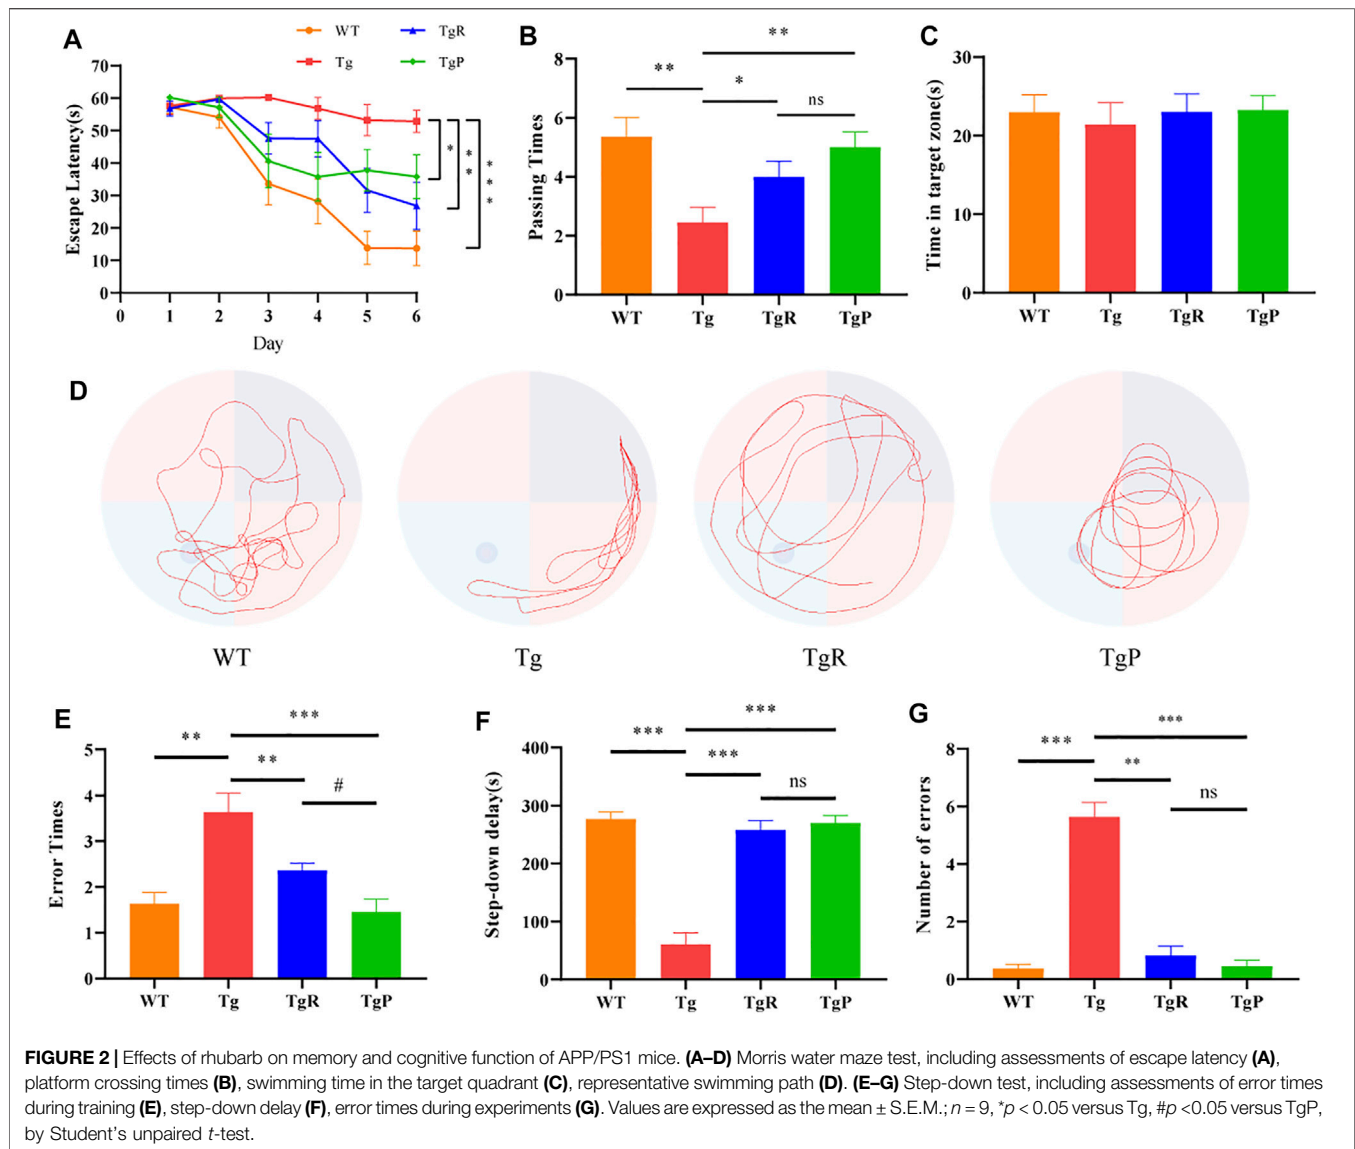 A
WT
TgR
Tg
TgP
Escape Latency(s)
70
60
50
40
30
20
10
0
0 1 2 3 4 5 6
Day
*
**
***
B
Passing Times
8
6
4
2
0
**
**
*
ns
WT Tg TgR TgP
C
Time in target zone(s)
30
20
10
0
WT Tg TgR TgP
D
WT Tg TgR TgP
E
Error Times
5
4
3
2
1
0
***
**
**
#
WT Tg TgR TgP
F
Step-down delay(s)
400
300
200
100
0
***
***
***
ns
WT Tg TgR TgP
G
Number of errors
8
6
4
2
0
***
***
**
ns
WT Tg TgR TgP
FIGURE 2 | Effects of rhubarb on memory and cognitive function of APP/PS1 mice. (A–D) Morris water maze test, including assessments of escape latency (A),
platform crossing times (B), swimming time in the target quadrant (C), representative swimming path (D). (E–G) Step-down test, including assessments of error times
during training (E), step-down delay (F), error times during experiments (G). Values are expressed as the mean ± S.E.M.; n = 9, *p < 0.05 versus Tg, #p <0.05 versus TgP,
by Student's unpaired t-test.